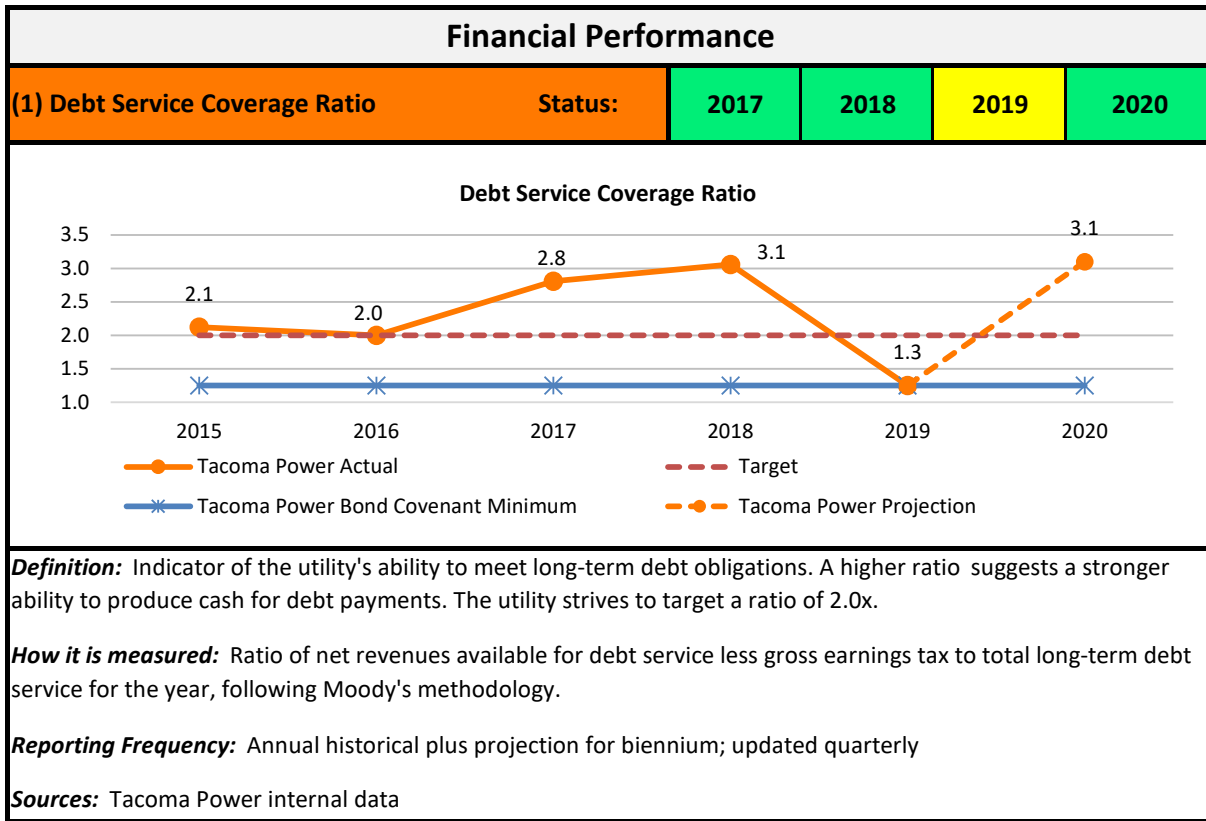 Financial Performance
(1) Debt Service Coverage Ratio Status: 2017 2018 2019 2020
Debt Service Coverage Ratio
3.5
3.0
2.5
2.0
1.5
1.0
2.1
2.0
2.8
3.1
1.3
3.1
2015 2016 2017 2018 2019 2020
Tacoma Power Actual Target
Tacoma Power Bond Covenant Minimum Tacoma Power Projection
Definition: Indicator of the utility's ability to meet long-term debt obligations. A higher ratio suggests a stronger
ability to produce cash for debt payments. The utility strives to target a ratio of 2.0x.
How it is measured: Ratio of net revenues available for debt service less gross earnings tax to total long-term debt
service for the year, following Moody's methodology.
Reporting Frequency: Annual historical plus projection for biennium; updated quarterly
Sources: Tacoma Power internal data